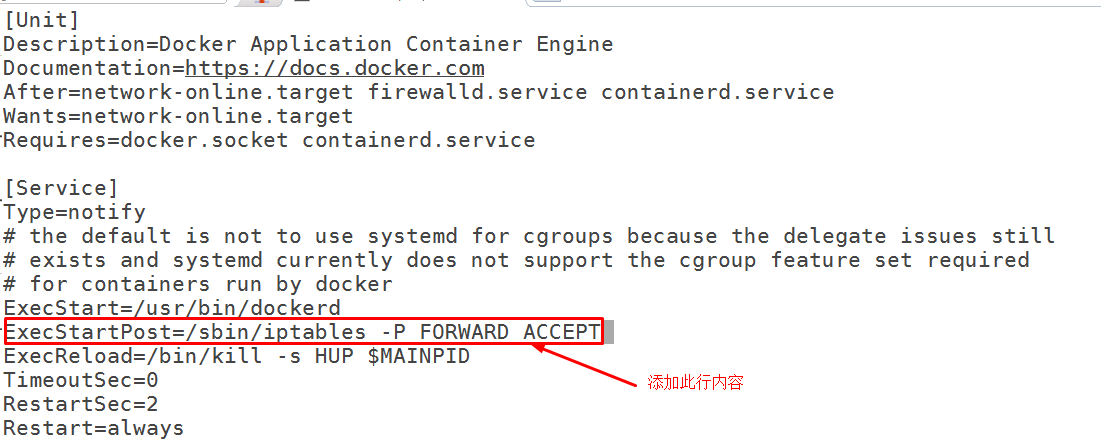 [Unit]
Description=Docker Application Container Engine
Documentation=https://docs.docker.com
After=network-online.target firewalld.service containerd.service
Wants=network-online.target
Requires=docker.socket containerd.service
[Service]
Type=notify
# the default is not to use systemd for cgroups because the delegate issues still
# exists and systemd currently does not support the cgroup feature set required
# for containers run by docker
ExecStart=/usr/bin/dockerd
ExecStartPost=/sbin/iptables -P FORWARD ACCEPT
ExecReload=/bin/kill -s HUP $MAINPID
添加此行内容
TimeoutSec=0
RestartSec=2
Restart=always